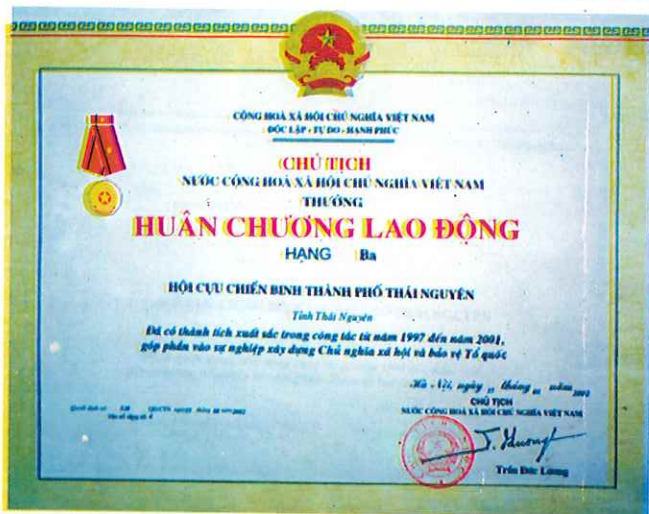 CỘNG HOÀ XÃ HỘI CHỦ NGHĨA VIỆT NAM
ĐỘC LẬP - TỰ DO - HẠNH PHÚC
CHỦ TỊCH
NƯỚC CỘNG HOÀ XÃ HỘI CHỦ NGHĨA VIỆT NAM
THƯỞNG
HUÂN CHƯƠNG LAO ĐỘNG
HẠNG Ba
HỘI CỰU CHIẾN BINH THÀNH PHỐ THÁI NGUYÊN
Tỉnh Thái Nguyên
Đã có thành tích xuất sắc trong công tác từ năm 1997 đến năm 2001,
góp phần vào sự nghiệp xây dựng Chủ nghĩa xã hội và bảo vệ Tổ quốc
Hà Nội, ngày tháng năm 2002
CHỦ TỊCH
NƯỚC CỘNG HOÀ XÃ HỘI CHỦ NGHĨA VIỆT NAM
Quyết định số
Trần Đức Lương